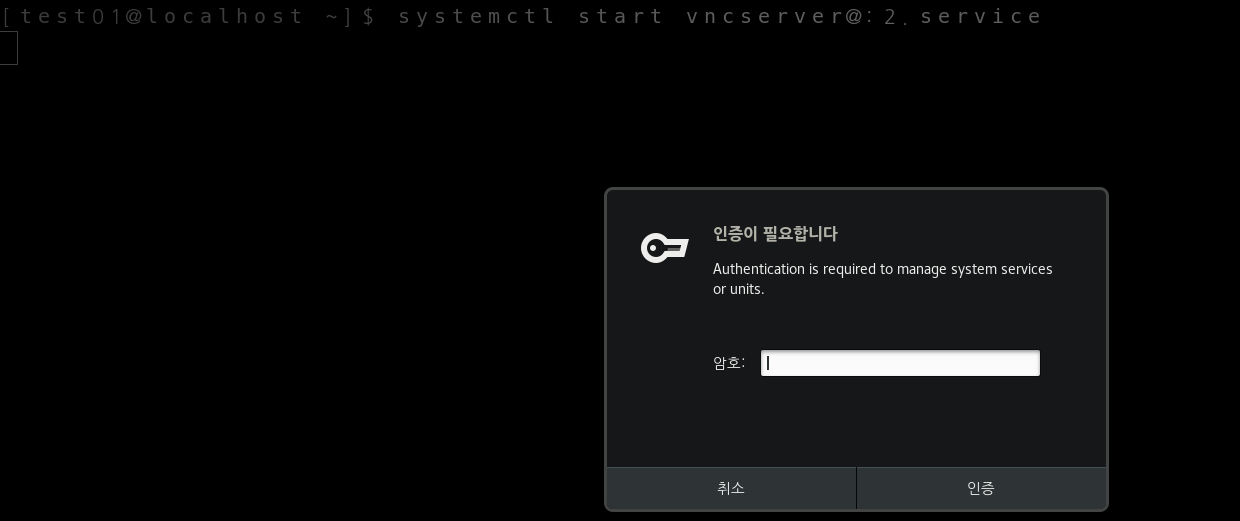 [test01@localhost ~]$ systemctl start vncserver@:2.service
인증이 필요합니다
Authentication is required to manage system services
or units.
암호:
취소
인증